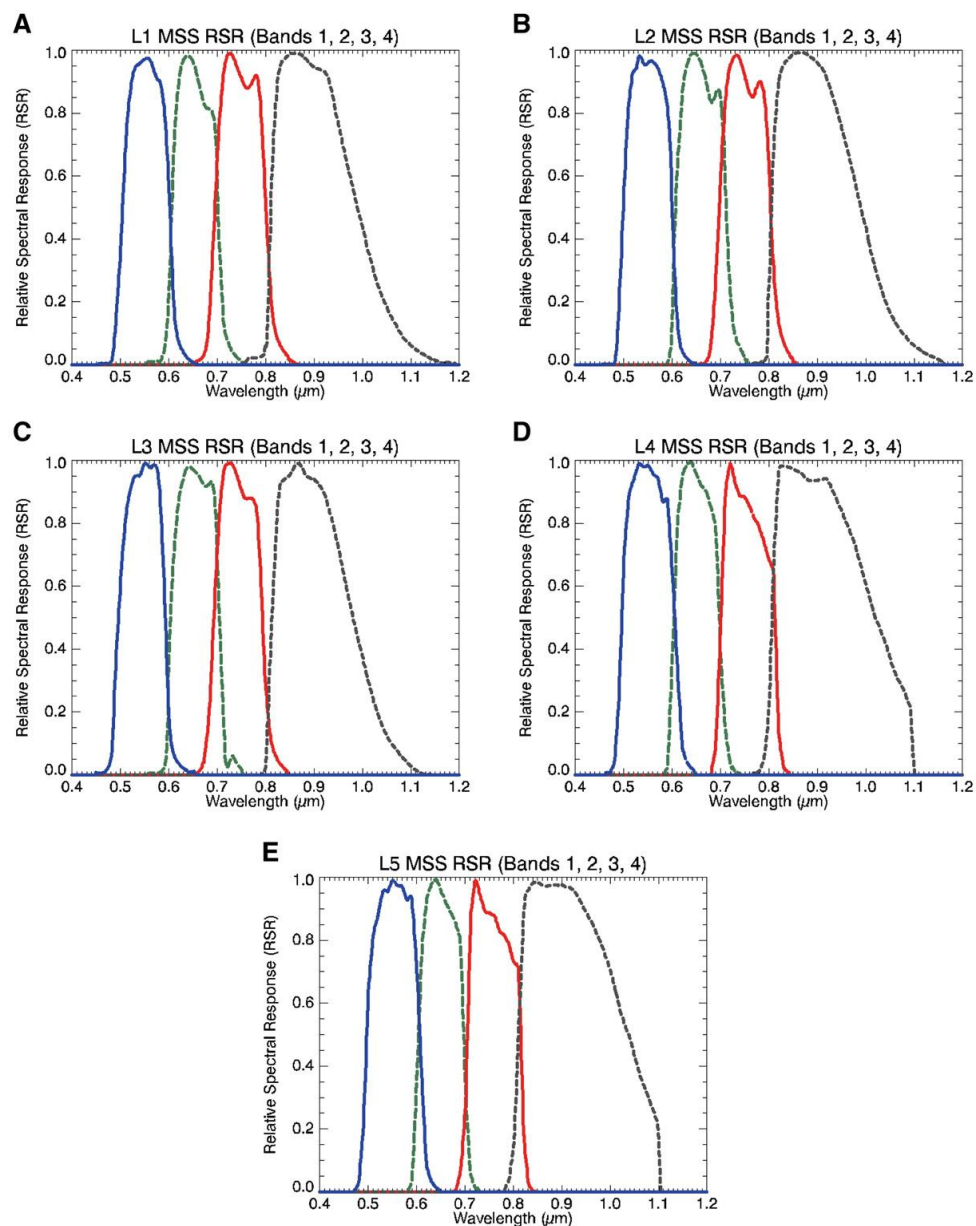 A
L1 MSS RSR (Bands 1, 2, 3, 4)
Relative Spectral Response (RSR)
1.0
0.8
0.6
0.4
0.2
0.0
0.4 0.5 0.6 0.7 0.8 0.9 1.0 1.1 1.2
Wavelength (μm)
B
L2 MSS RSR (Bands 1, 2, 3, 4)
Relative Spectral Response (RSR)
1.0
0.8
0.6
0.4
0.2
0.0
0.4 0.5 0.6 0.7 0.8 0.9 1.0 1.1 1.2
Wavelength (μm)
C
L3 MSS RSR (Bands 1, 2, 3, 4)
Relative Spectral Response (RSR)
1.0
0.8
0.6
0.4
0.2
0.0
0.4 0.5 0.6 0.7 0.8 0.9 1.0 1.1 1.2
Wavelength (μm)
D
L4 MSS RSR (Bands 1, 2, 3, 4)
Relative Spectral Response (RSR)
1.0
0.8
0.6
0.4
0.2
0.0
0.4 0.5 0.6 0.7 0.8 0.9 1.0 1.1 1.2
Wavelength (μm)
E
L5 MSS RSR (Bands 1, 2, 3, 4)
Relative Spectral Response (RSR)
1.0
0.8
0.6
0.4
0.2
0.0
0.4 0.5 0.6 0.7 0.8 0.9 1.0 1.1 1.2
Wavelength (μm)